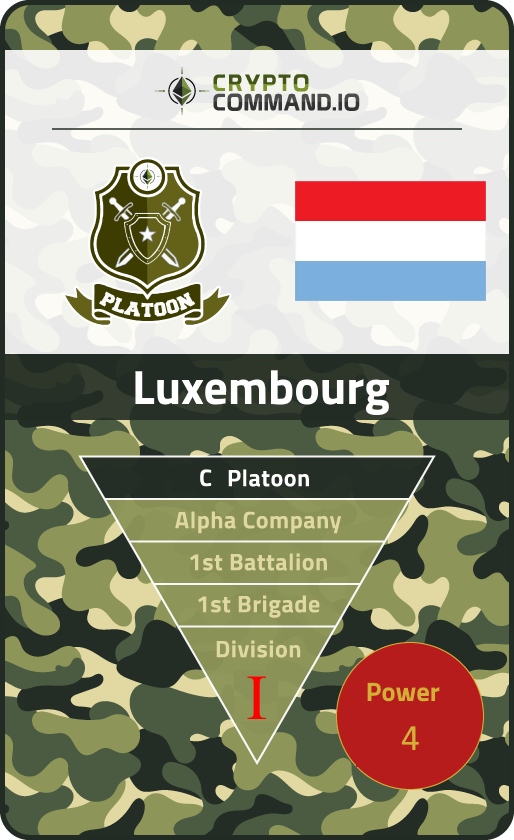 CRYPTO
COMMAND.IO
PLATOON
Luxembourg
C Platoon
Alpha Company
1st Battalion
1st Brigade
Division
I
Power
4